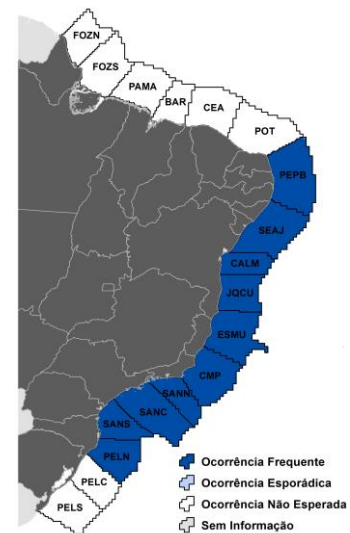 FOZN
FOZS
PAMA
BAR
CEA
POT
PEPB
SEAJ
CALM
JQCU
ESMU
CMP
SANN
SANC
SANS
PELN
PELC
PELS
Ocorrência Frequente
Ocorrência Esporádica
Ocorrência Não Esperada
Sem Informação